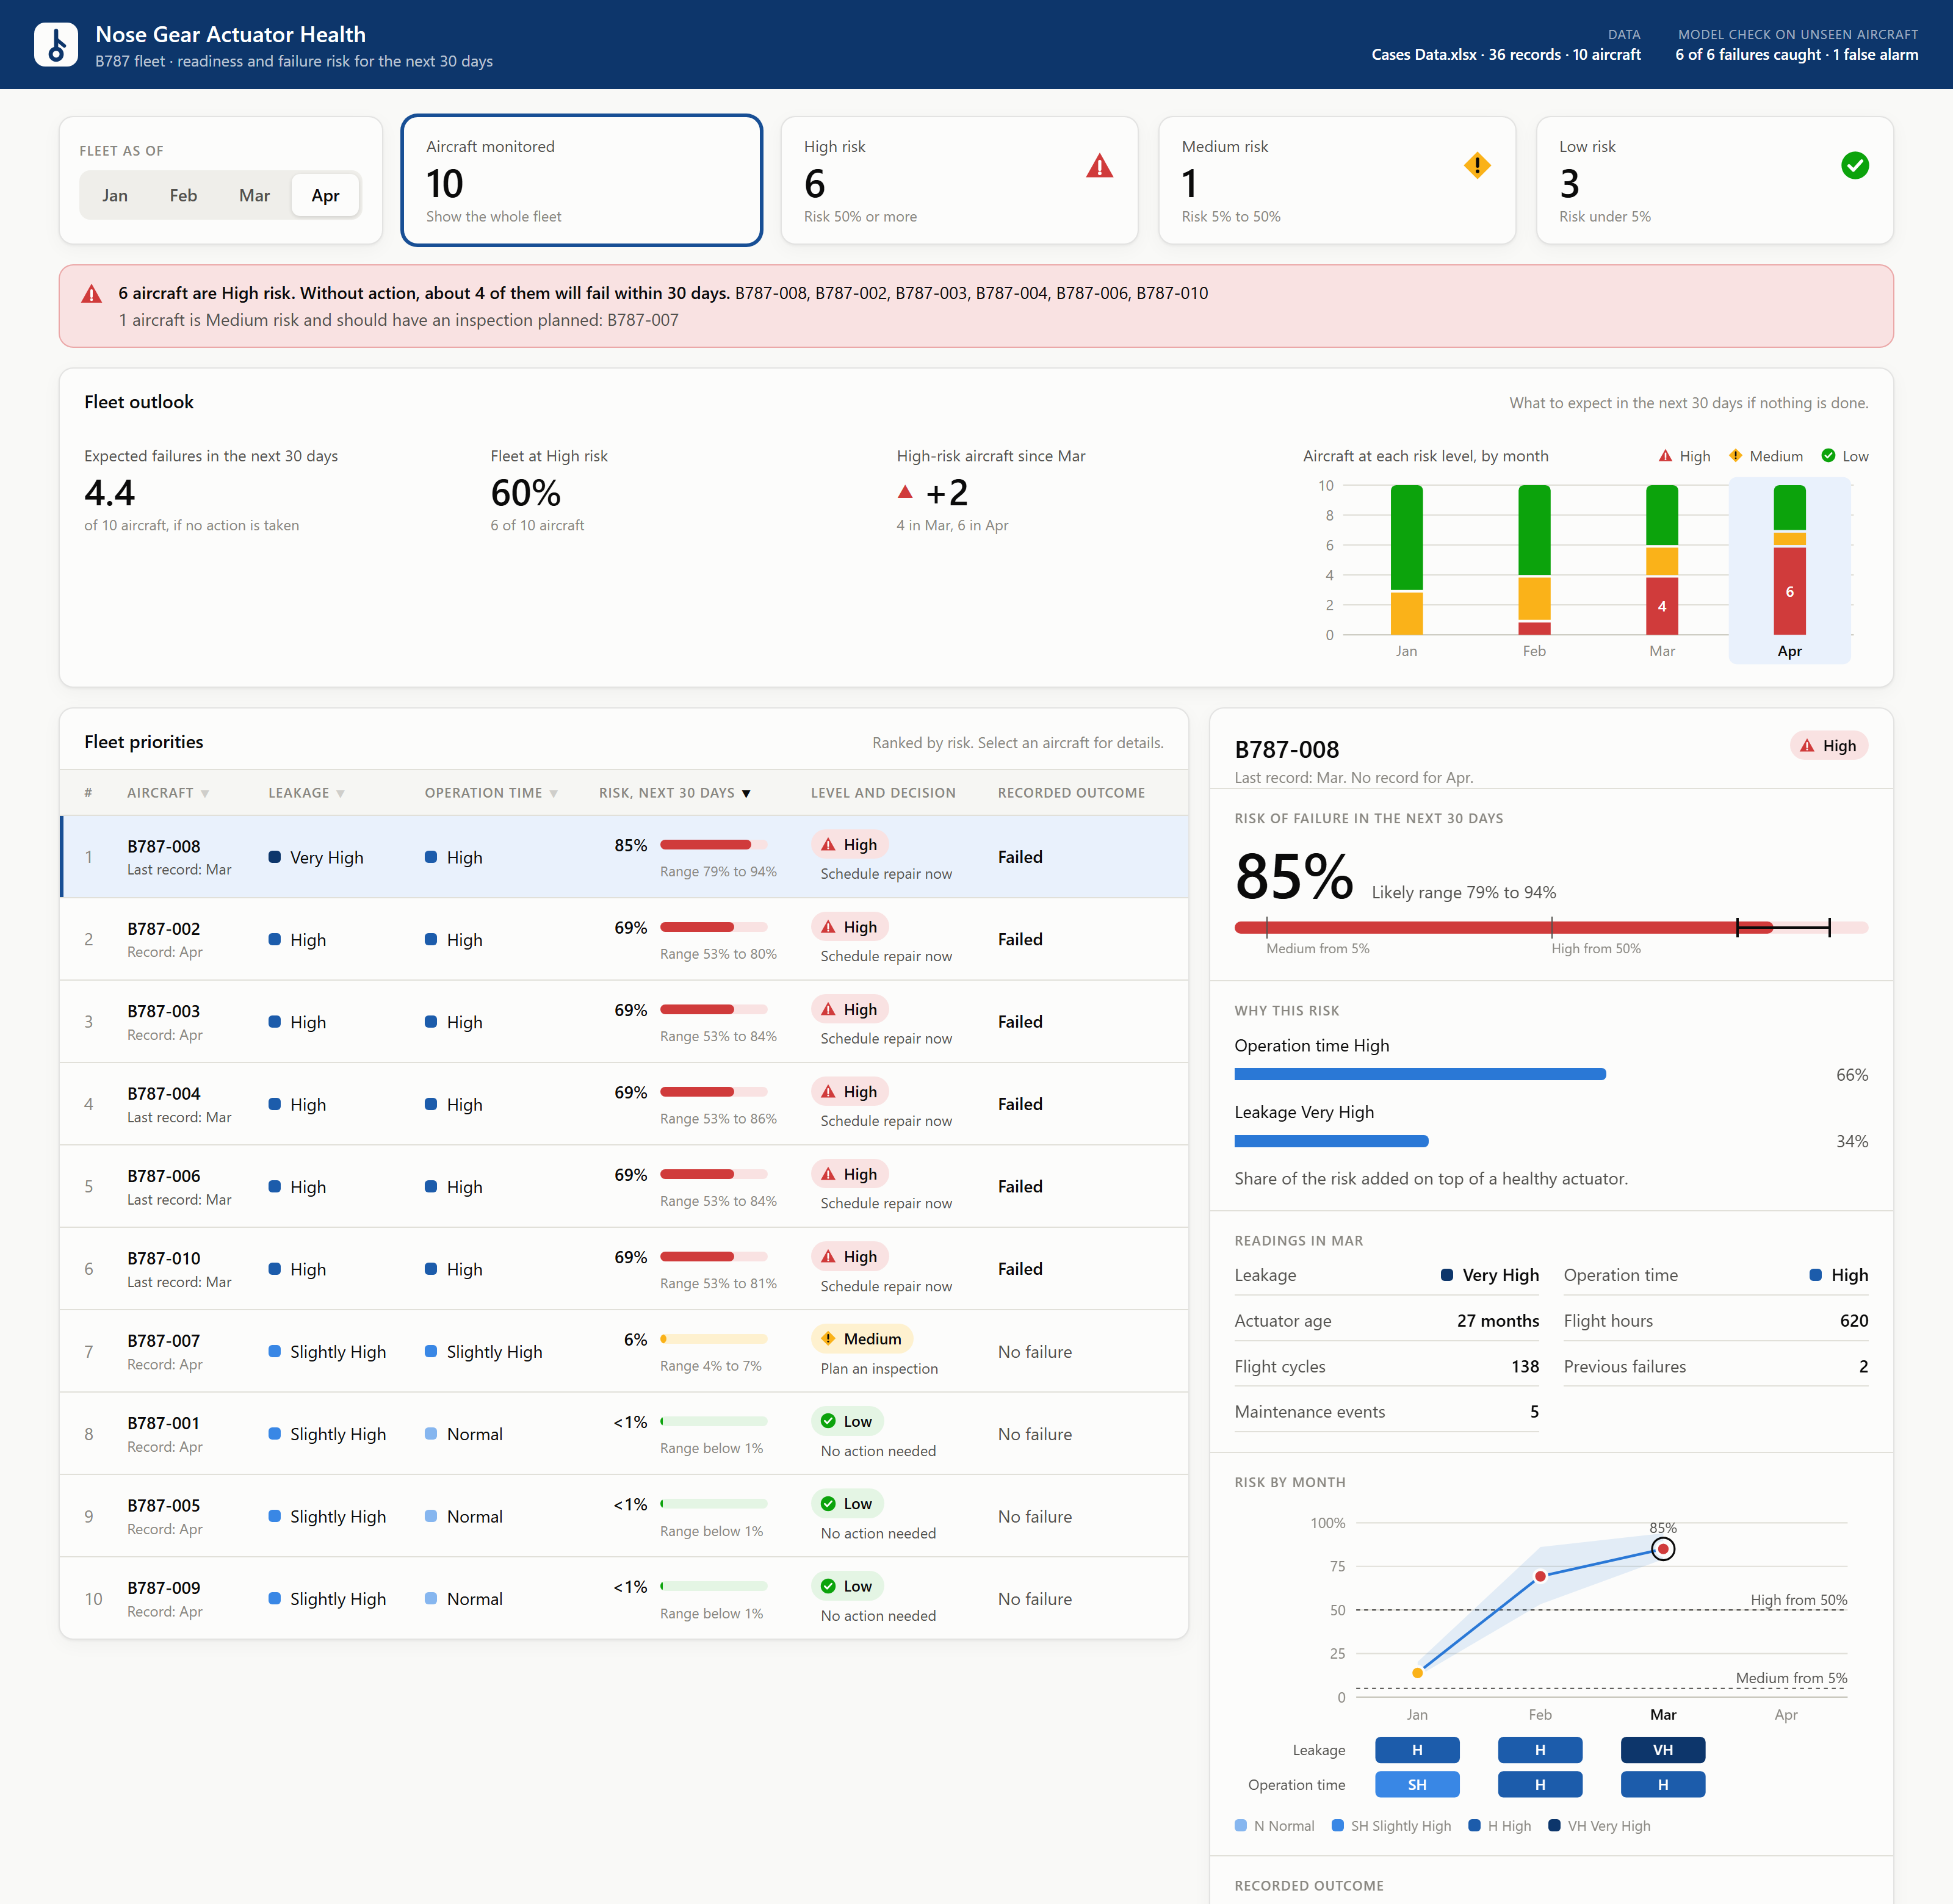 Nose Gear Actuator Health
B787 fleet · readiness and failure risk for the next 30 days
DATA
Cases Data.xlsx · 36 records · 10 aircraft
MODEL CHECK ON UNSEEN AIRCRAFT
6 of 6 failures caught · 1 false alarm
FLEET AS OF
Jan Feb Mar Apr
Aircraft monitored
10
Show the whole fleet
High risk
6
Risk 50% or more
Medium risk
1
Risk 5% to 50%
Low risk
3
Risk under 5%
6 aircraft are High risk. Without action, about 4 of them will fail within 30 days. B787-008, B787-002, B787-003, B787-004, B787-006, B787-010
1 aircraft is Medium risk and should have an inspection planned: B787-007
Fleet outlook
What to expect in the next 30 days if nothing is done.
Expected failures in the next 30 days
4.4
of 10 aircraft, if no action is taken
Fleet at High risk
60%
6 of 10 aircraft
High-risk aircraft since Mar
+2
4 in Mar, 6 in Apr
Aircraft at each risk level, by month
High Medium Low
10
8
6
4
2
0
4
6
Jan Feb Mar Apr
Fleet priorities
Ranked by risk. Select an aircraft for details.
# AIRCRAFT ▼ LEAKAGE ▼ OPERATION TIME ▼ RISK, NEXT 30 DAYS ▼ LEVEL AND DECISION RECORDED OUTCOME
1 B787-008 Very High High 85% High Failed
Last record: Mar Range 79% to 94% Schedule repair now
2 B787-002 High High 69% High Failed
Record: Apr Range 53% to 80% Schedule repair now
3 B787-003 High High 69% High Failed
Record: Apr Range 53% to 84% Schedule repair now
4 B787-004 High High 69% High Failed
Last record: Mar Range 53% to 86% Schedule repair now
5 B787-006 High High 69% High Failed
Last record: Mar Range 53% to 84% Schedule repair now
6 B787-010 High High 69% High Failed
Last record: Mar Range 53% to 81% Schedule repair now
7 B787-007 Slightly High Slightly High 6% Medium No failure
Record: Apr Range 4% to 7% Plan an inspection
8 B787-001 Slightly High Normal <1% Low No failure
Record: Apr Range below 1% No action needed
9 B787-005 Slightly High Normal <1% Low No failure
Record: Apr Range below 1% No action needed
10 B787-009 Slightly High Normal <1% Low No failure
Record: Apr Range below 1% No action needed
B787-008
High
Last record: Mar. No record for Apr.
RISK OF FAILURE IN THE NEXT 30 DAYS
85% Likely range 79% to 94%
Medium from 5% High from 50%
WHY THIS RISK
Operation time High
66%
Leakage Very High
34%
Share of the risk added on top of a healthy actuator.
READINGS IN MAR
Leakage Very High Operation time High
Actuator age 27 months Flight hours 620
Flight cycles 138 Previous failures 2
Maintenance events 5
RISK BY MONTH
100%
85%
75
High from 50%
50
25
Medium from 5%
0
Jan Feb Mar Apr
Leakage H H VH
Operation time SH H H
N Normal SH Slightly High H High VH Very High
RECORDED OUTCOME